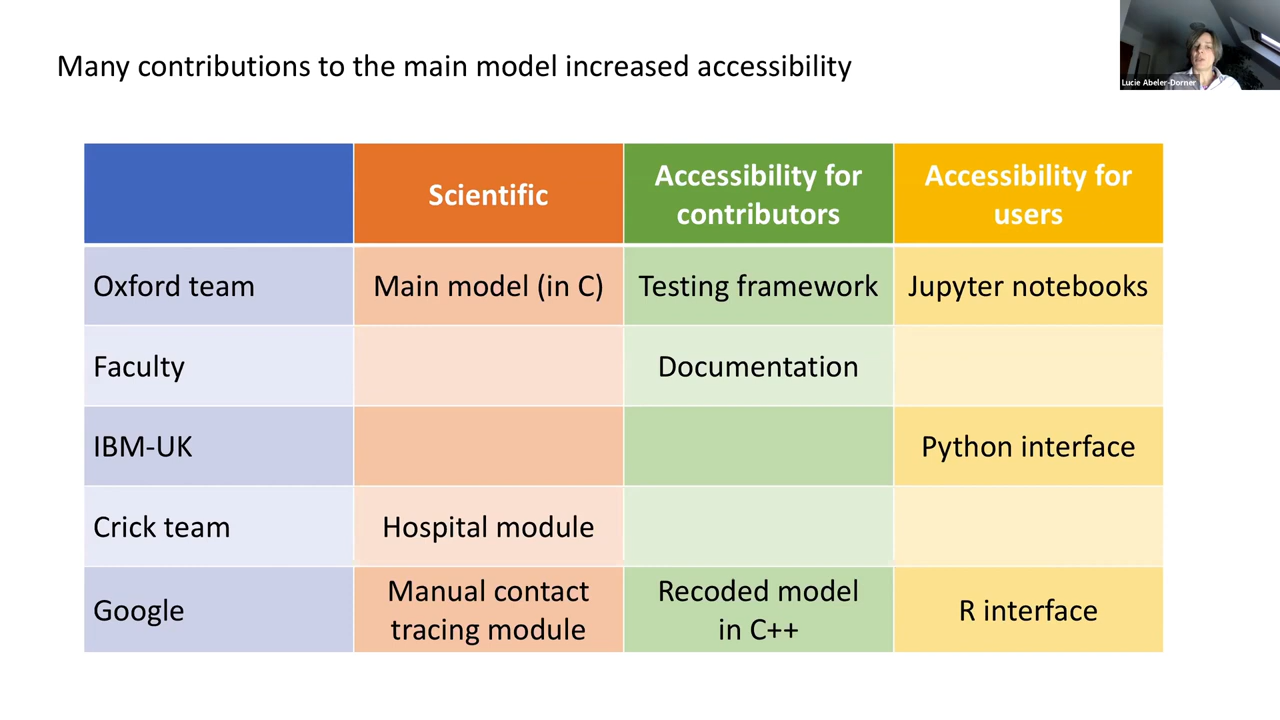 Many contributions to the main model increased accessibility
Lucie Abeler-Dorner
Scientific
Accessibility for
contributors
Accessibility for
users
Oxford team
Main model (in C)
Testing framework
Jupyter notebooks
Faculty
Documentation
IBM-UK
Python interface
Crick team
Hospital module
Google
Manual contact
tracing module
Recoded model
in C++
R interface